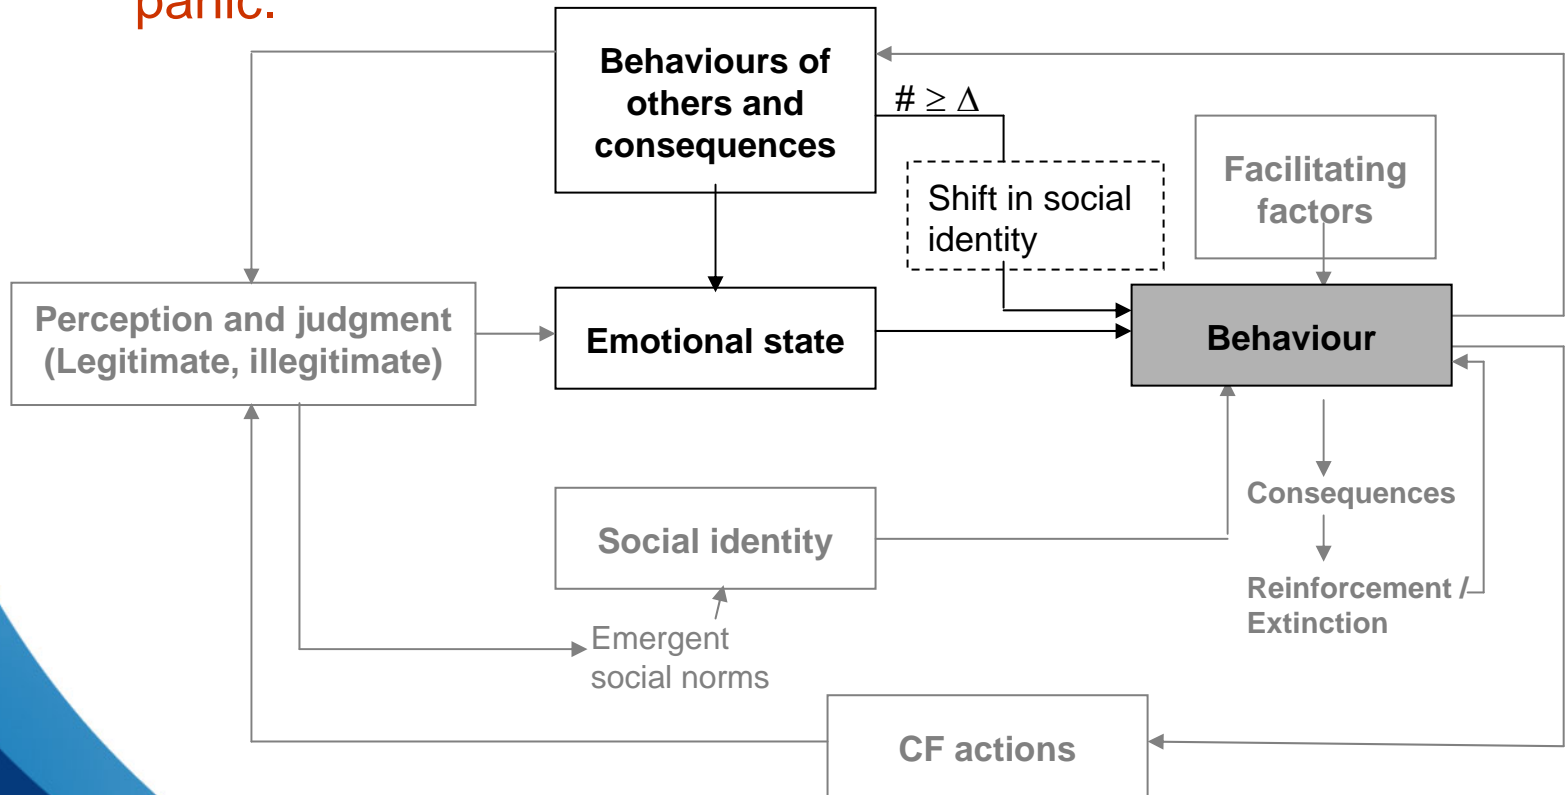 panic.
Behaviours of
others and
consequences
# ≥ Δ
Shift in social
identity
Facilitating
factors
Perception and judgment
(Legitimate, illegitimate)
Emotional state
Behaviour
Consequences
Reinforcement /
Extinction
Social identity
Emergent
social norms
CF actions